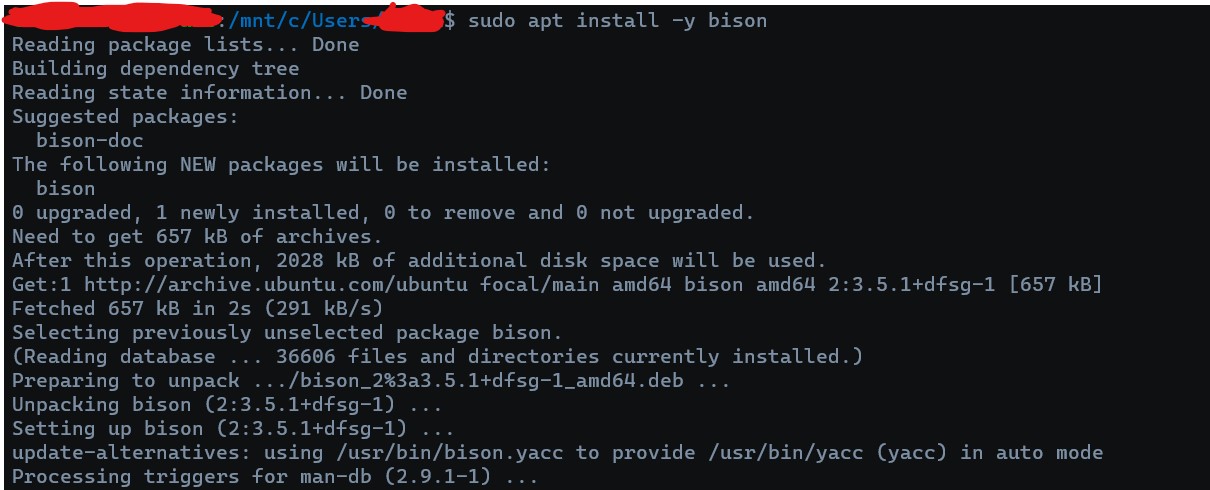 :/mnt/c/Users/$ sudo apt install -y bison
Reading package lists... Done
Building dependency tree
Reading state information... Done
Suggested packages:
  bison-doc
The following NEW packages will be installed:
  bison
0 upgraded, 1 newly installed, 0 to remove and 0 not upgraded.
Need to get 657 kB of archives.
After this operation, 2028 kB of additional disk space will be used.
Get:1 http://archive.ubuntu.com/ubuntu focal/main amd64 bison amd64 2:3.5.1+dfsg-1 [657 kB]
Fetched 657 kB in 2s (291 kB/s)
Selecting previously unselected package bison.
(Reading database ... 36606 files and directories currently installed.)
Preparing to unpack .../bison_2%3a3.5.1+dfsg-1_amd64.deb ...
Unpacking bison (2:3.5.1+dfsg-1) ...
Setting up bison (2:3.5.1+dfsg-1) ...
update-alternatives: using /usr/bin/bison.yacc to provide /usr/bin/yacc (yacc) in auto mode
Processing triggers for man-db (2.9.1-1) ...